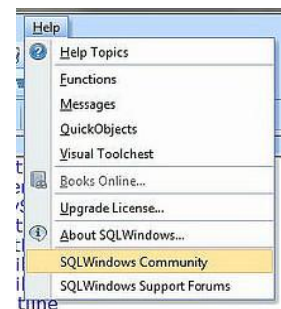 Help
Help Topics
Functions
Messages
QuickObjects
Visual Toolchest
Books Online...
Upgrade License...
About SQLWindows...
SQLWindows Community
SQLWindows Support Forums